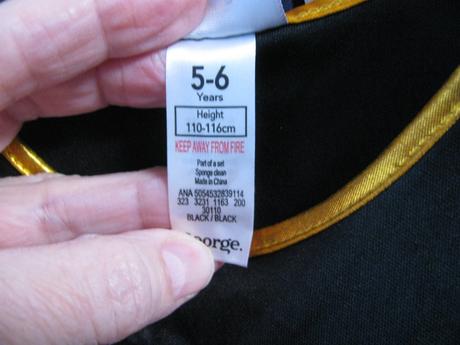 5-6
Years
Height
110-116cm
KEEP AWAY FROM FIRE
Part of a set
Sponge clean
Made in China
ANA 5054532839114
323 3231 1163 200
30110
BLACK / BLACK
George.